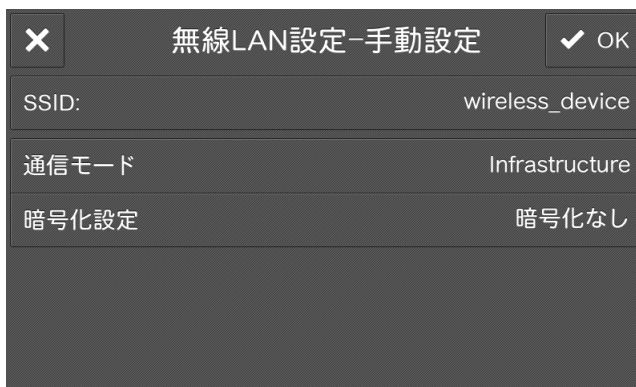 無線LAN設定-手動設定
OK
SSID:
wireless_device
通信モード
Infrastructure
暗号化設定
暗号化なし